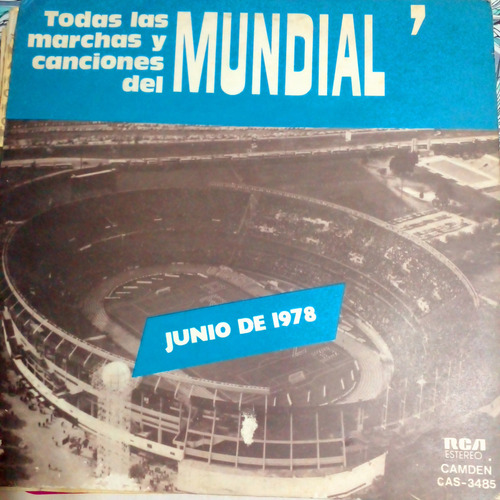 Todas las
marchas y
canciones
del
MUNDIAL'
JUNIO DE 1978
RCA
ESTEREO
CAMDEN
CAS-3485